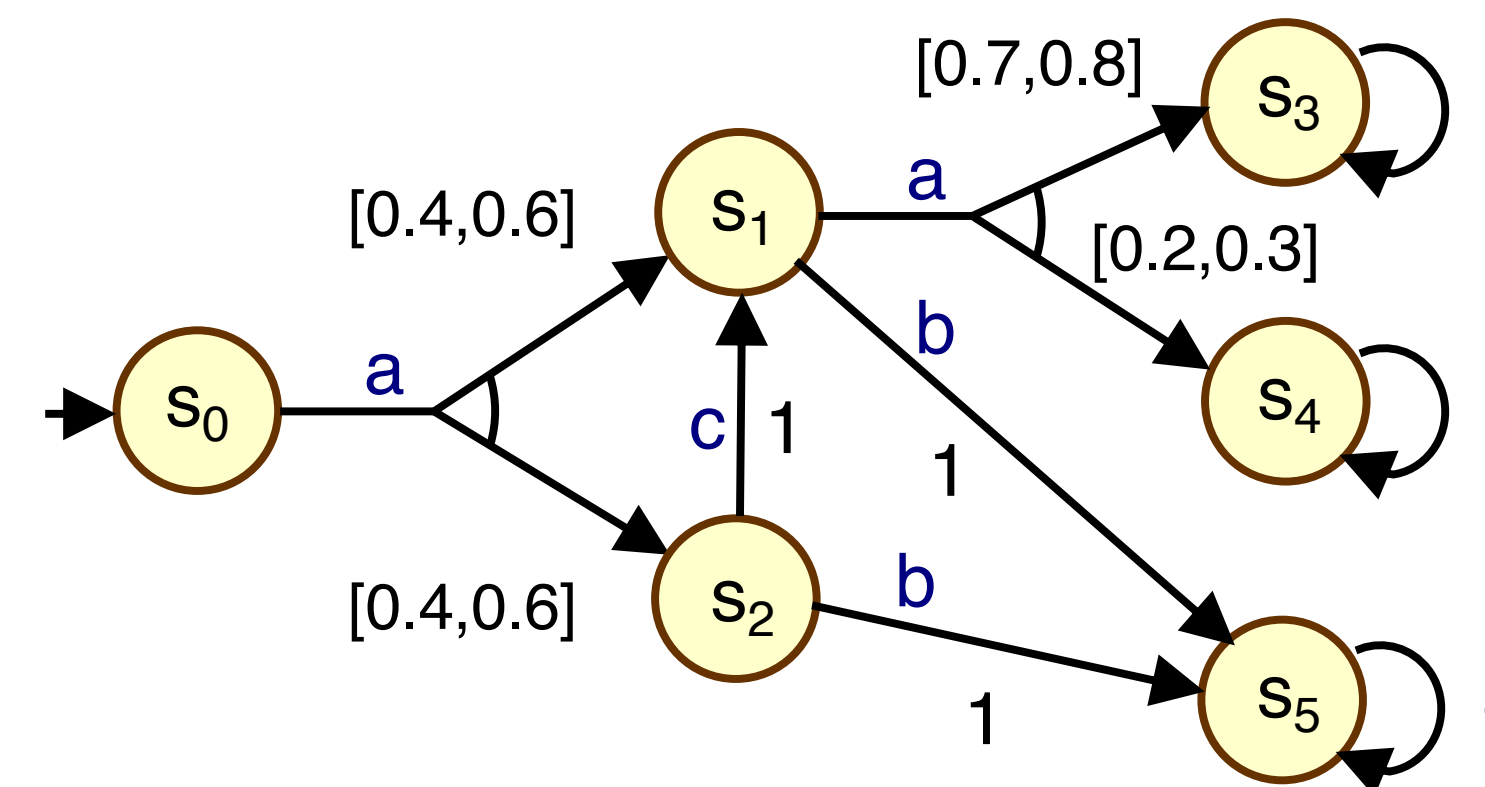 [0.7,0.8]
s3
a
[0.4,0.6]
s1
[0.2,0.3]
b
a
s4
s0
c
1
1
b
[0.4,0.6]
s2
s5
1